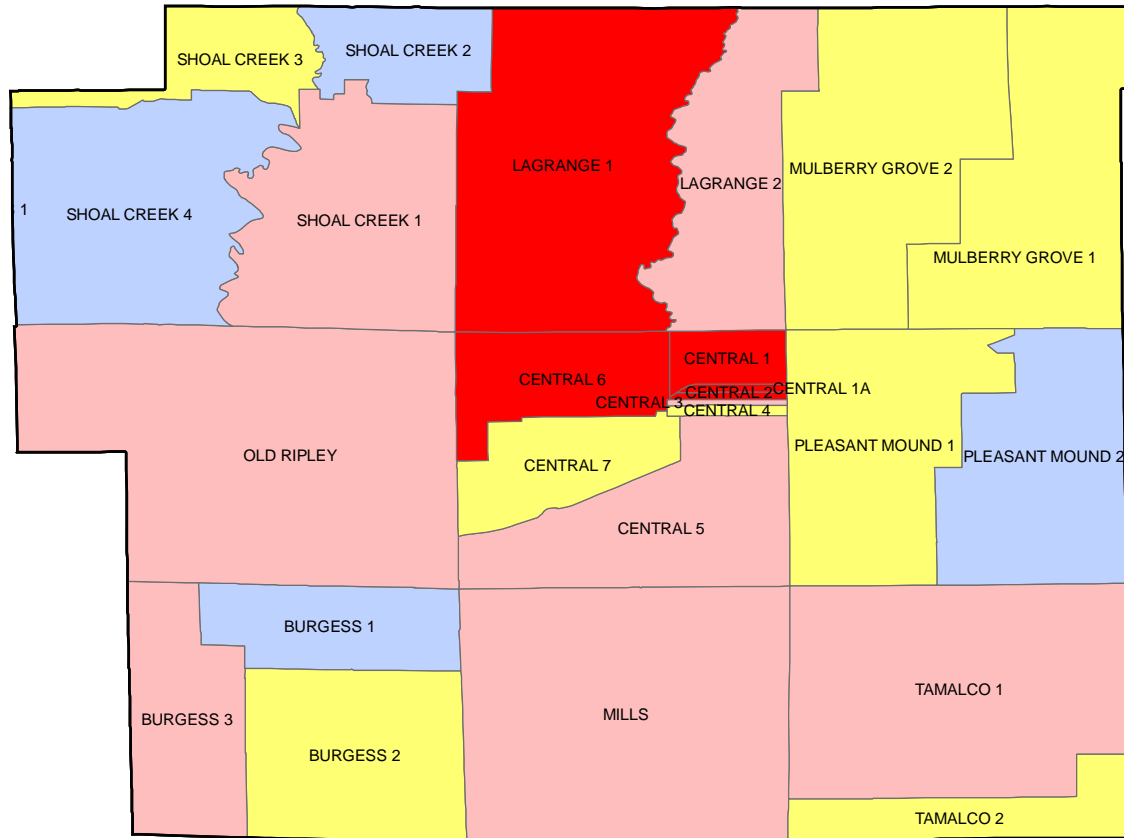 SHOAL CREEK 3
SHOAL CREEK 2
LAGRANGE 1
LAGRANGE 2
MULBERRY GROVE 2
1
SHOAL CREEK 4
SHOAL CREEK 1
MULBERRY GROVE 1
CENTRAL 1
CENTRAL 6
CENTRAL 2
CENTRAL 1A
CENTRAL 3
CENTRAL 4
OLD RIPLEY
CENTRAL 7
PLEASANT MOUND 1
PLEASANT MOUND 2
CENTRAL 5
BURGESS 1
TAMALCO 1
BURGESS 3
MILLS
BURGESS 2
TAMALCO 2